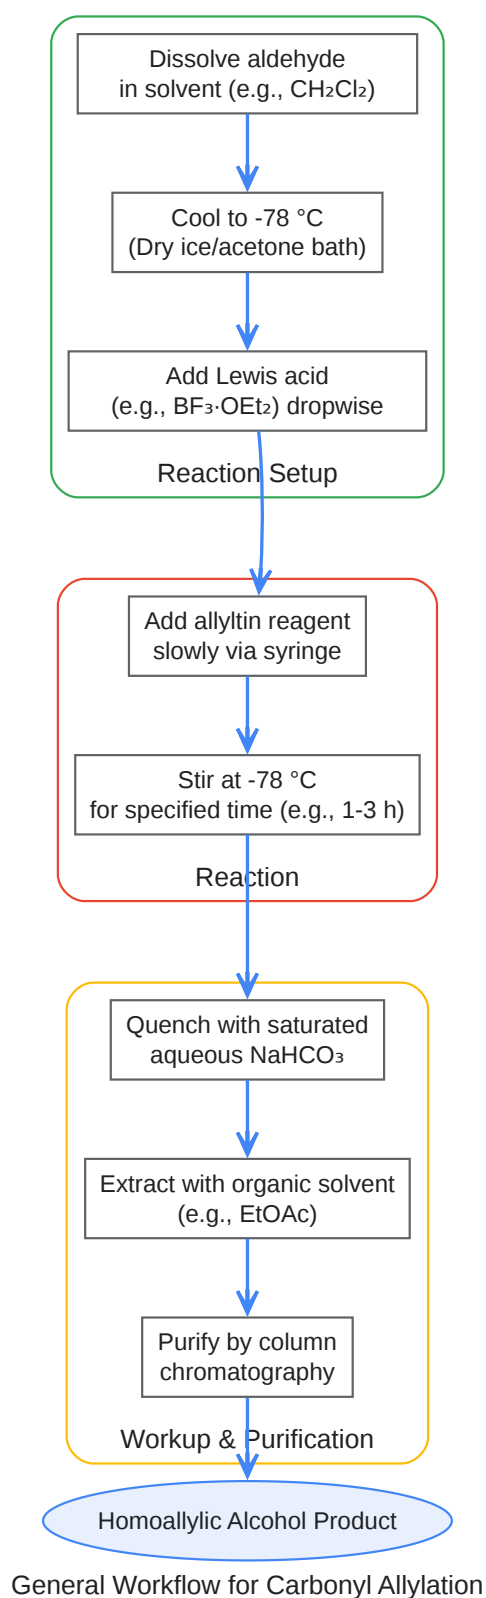 Dissolve aldehyde
in solvent (e.g., CH₂Cl₂)
Cool to -78 °C
(Dry ice/acetone bath)
Add Lewis acid
(e.g., BF₃·OEt₂) dropwise
Reaction Setup
Add allyltin reagent
slowly via syringe
Stir at -78 °C
for specified time (e.g., 1-3 h)
Reaction
Quench with saturated
aqueous NaHCO₃
Extract with organic solvent
(e.g., EtOAc)
Purify by column
chromatography
Workup & Purification
Homoallylic Alcohol Product
General Workflow for Carbonyl Allylation